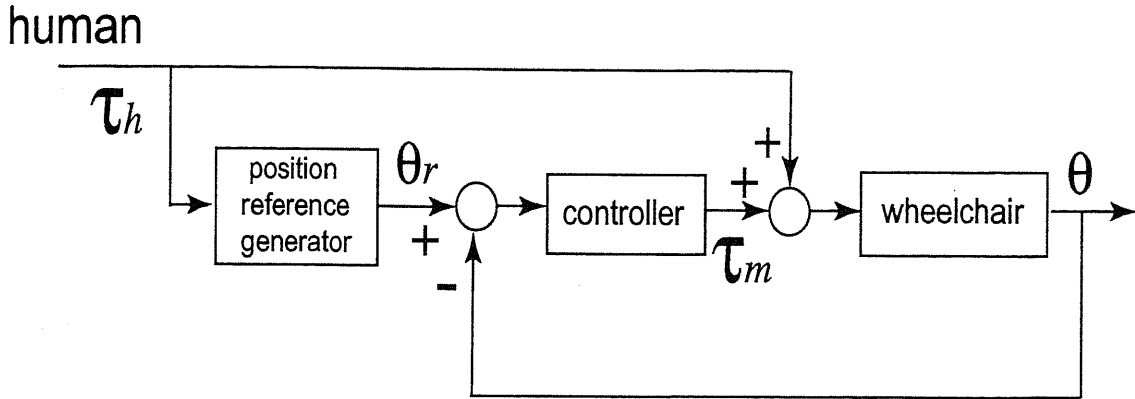 human
τh
position
reference
generator
θr
+
-
controller
+
τm
+
wheelchair
θ